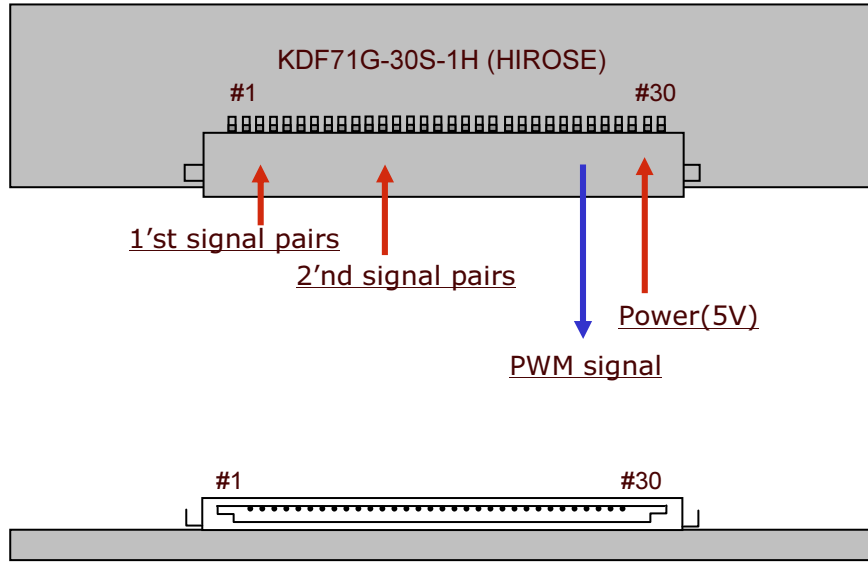 KDF71G-30S-1H (HIROSE)
#1 #30
1’st signal pairs
2’nd signal pairs
Power(5V)
PWM signal
#1 #30